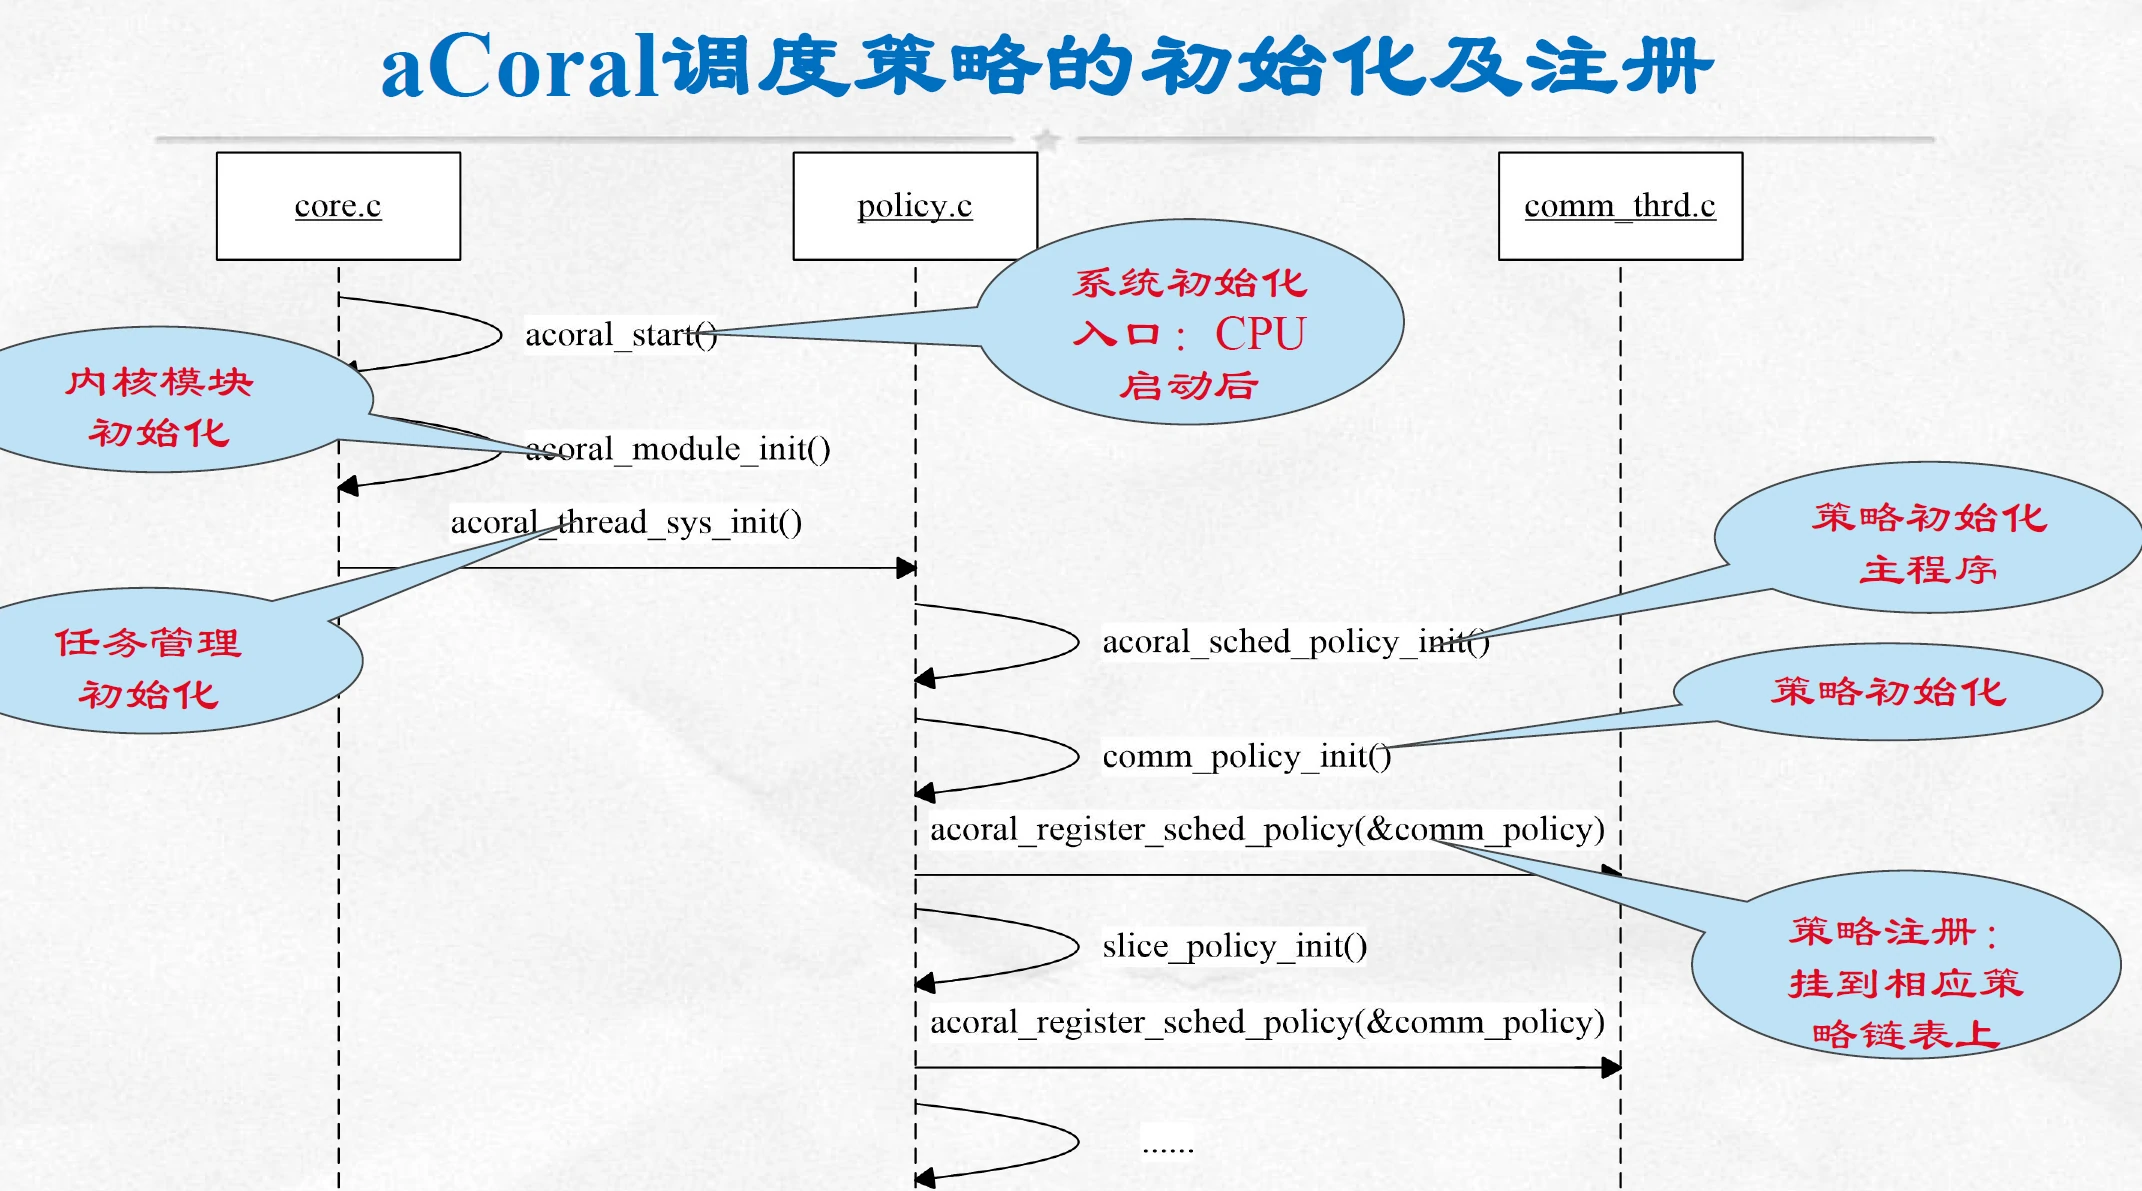 aCoral调度策略的初始化及注册
core.c
policy.c
comm_thrd.c
系统初始化
入口：CPU
启动后
acoral_start()
内核模块
初始化
acoral_module_init()
acoral_thread_sys_init()
策略初始化
主程序
任务管理
初始化
acoral_sched_policy_init()
策略初始化
comm_policy_init()
acoral_register_sched_policy(&comm_policy)
策略注册：
挂到相应策
略链表上
slice_policy_init()
acoral_register_sched_policy(&comm_policy)
......